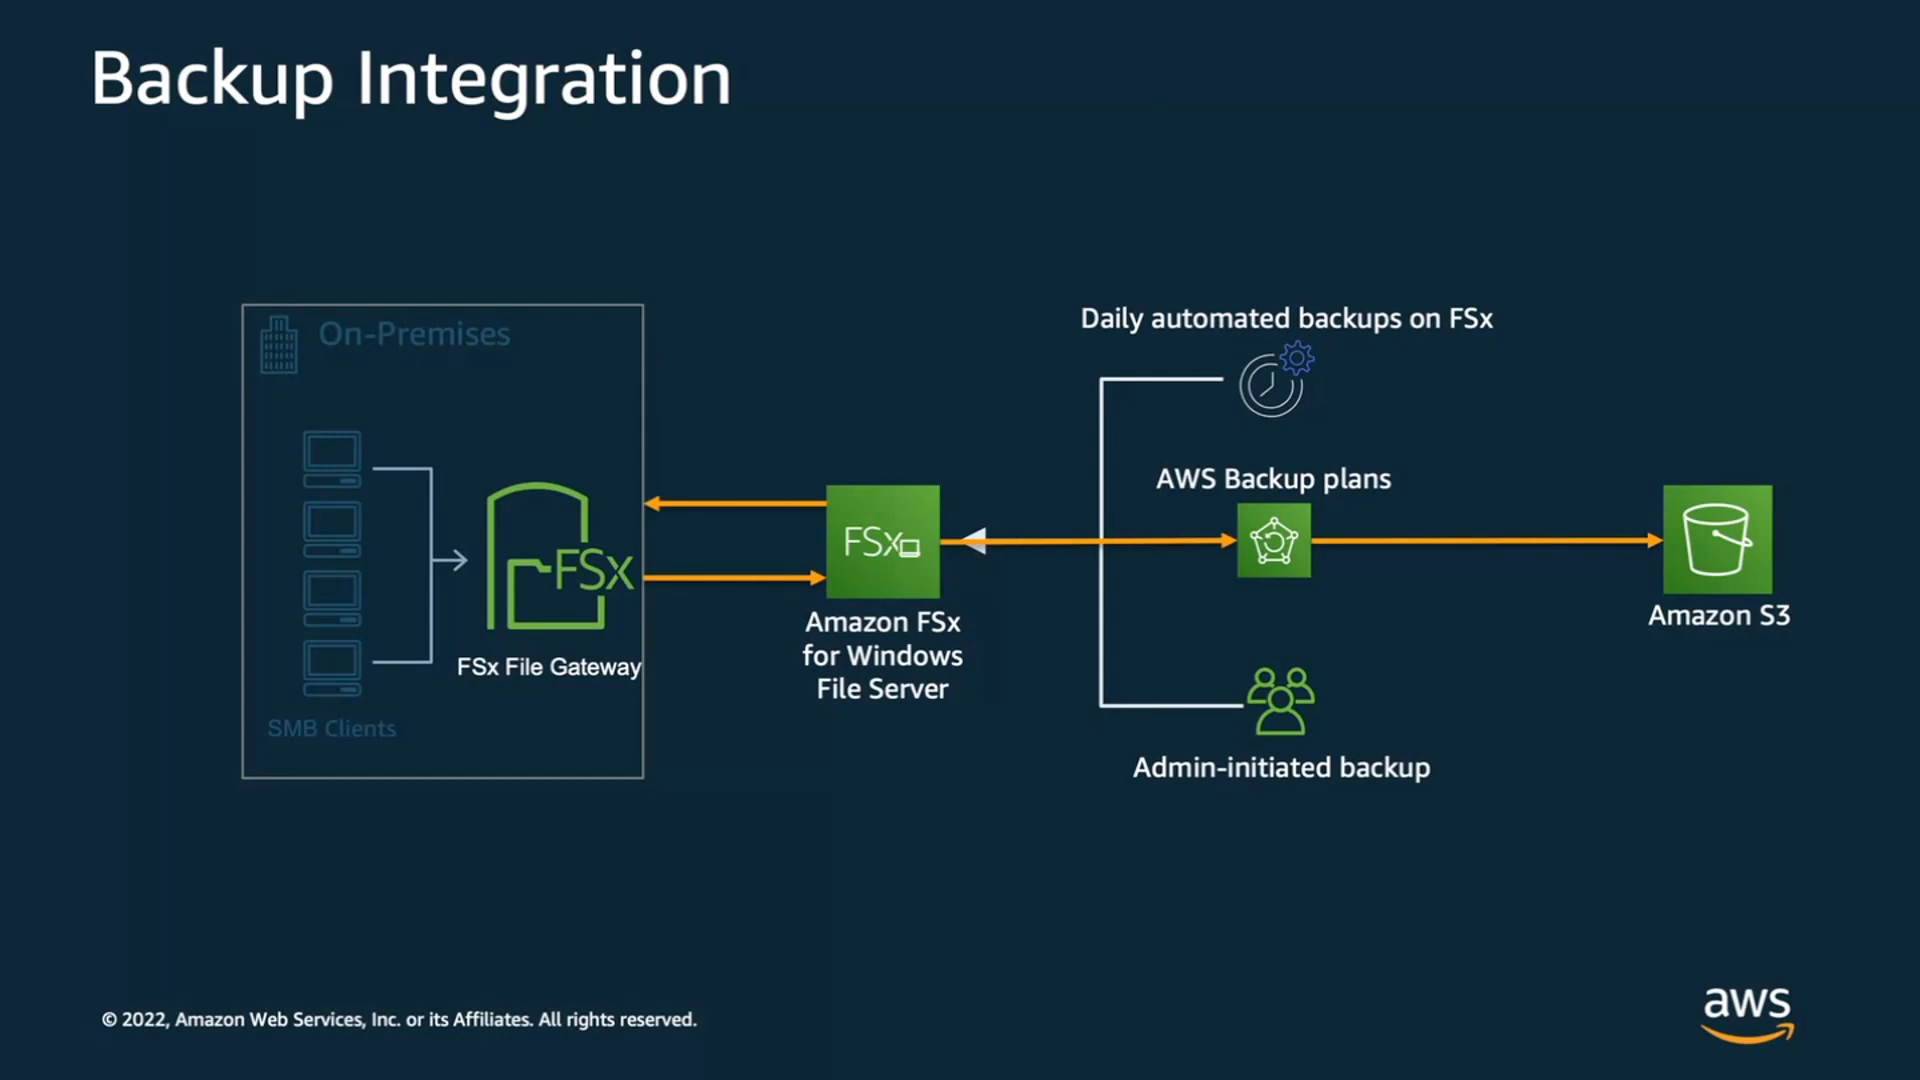 Backup Integration
On-Premises
SMB Clients
FSx
FSx File Gateway
FSx
Amazon FSx
for Windows
File Server
Daily automated backups on FSx
AWS Backup plans
Admin-initiated backup
Amazon S3
© 2022, Amazon Web Services, Inc. or its Affiliates. All rights reserved.
aws